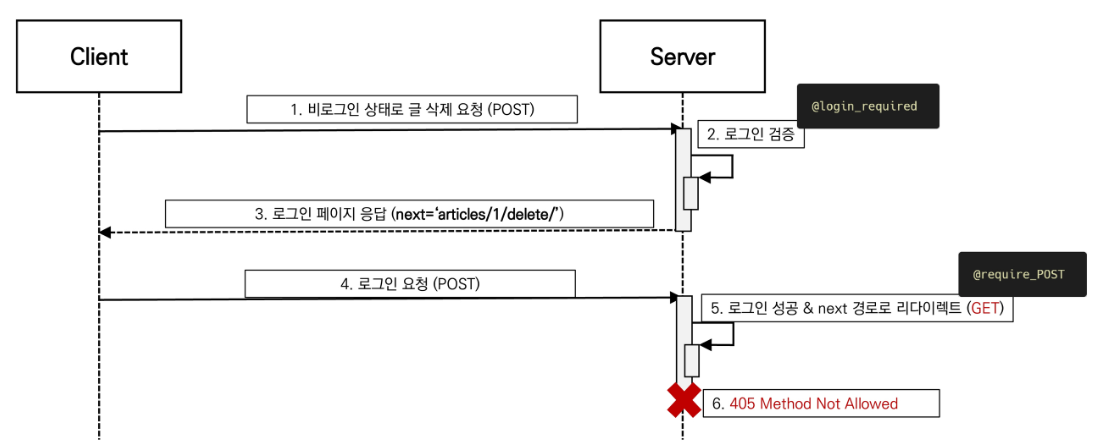 Client
Server
1. 비로그인 상태로 글 삭제 요청 (POST)
@login_required
2. 로그인 검증
3. 로그인 페이지 응답 (next=‘articles/1/delete/’)
4. 로그인 요청 (POST)
@require_POST
5. 로그인 성공 & next 경로로 리다이렉트 (GET)
6. 405 Method Not Allowed